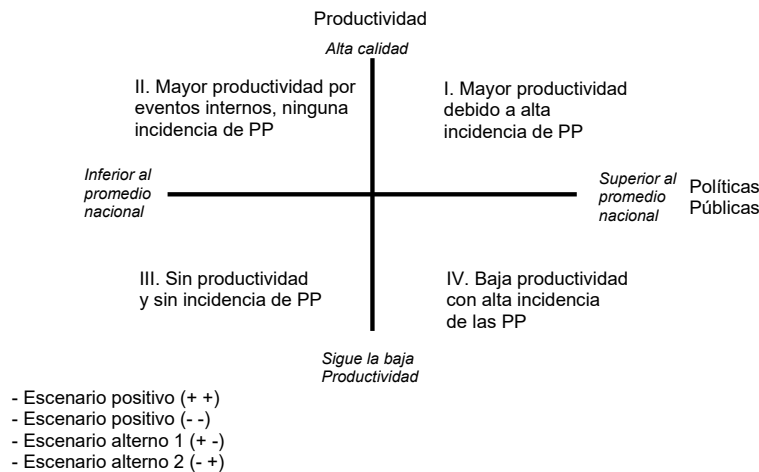 Productividad
Alta calidad
II. Mayor productividad por
eventos internos, ninguna
incidencia de PP
I. Mayor productividad
debido a alta
incidencia de PP
Inferior al
promedio
nacional
Superior al
promedio
nacional
Políticas
Públicas
III. Sin productividad
y sin incidencia de PP
IV. Baja productividad
con alta incidencia
de las PP
Sigue la baja
Productividad
- Escenario positivo (+ +)
- Escenario positivo (- -)
- Escenario alterno 1 (+ -)
- Escenario alterno 2 (- +)